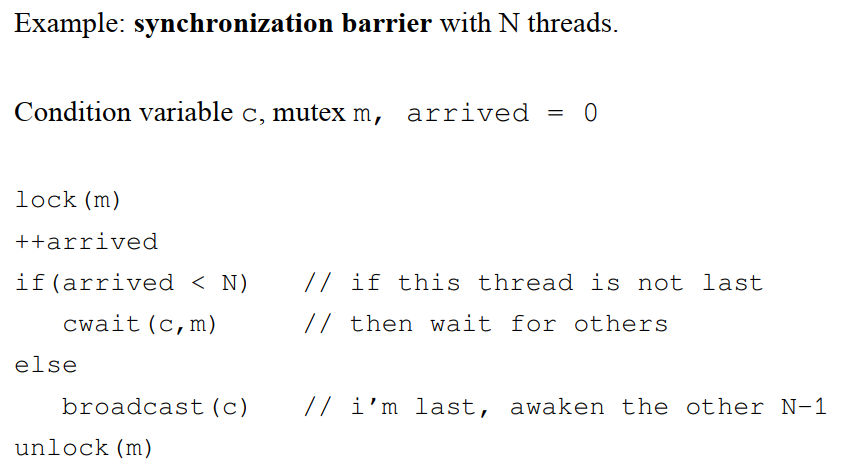 Example: synchronization barrier with N threads.
Condition variable c, mutex m, arrived = 0
lock(m)
++arrived
if(arrived < N)    // if this thread is not last
   cwait(c,m)      // then wait for others
else
   broadcast(c)    // i’m last, awaken the other N-1
unlock(m)